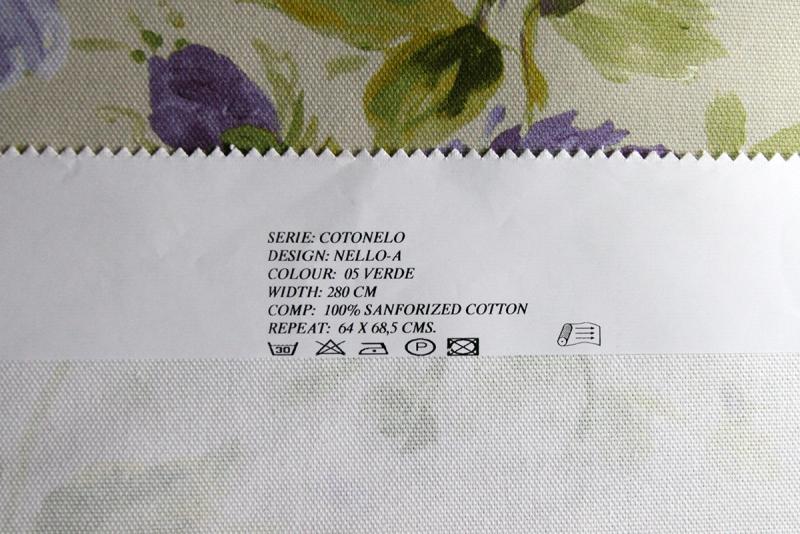 SERIE: COTONELO
DESIGN: NELLO-A
COLOUR: 05 VERDE
WIDTH: 280 CM
COMP: 100% SANFORIZED COTTON
REPEAT: 64 X 68,5 CMS.
30 P